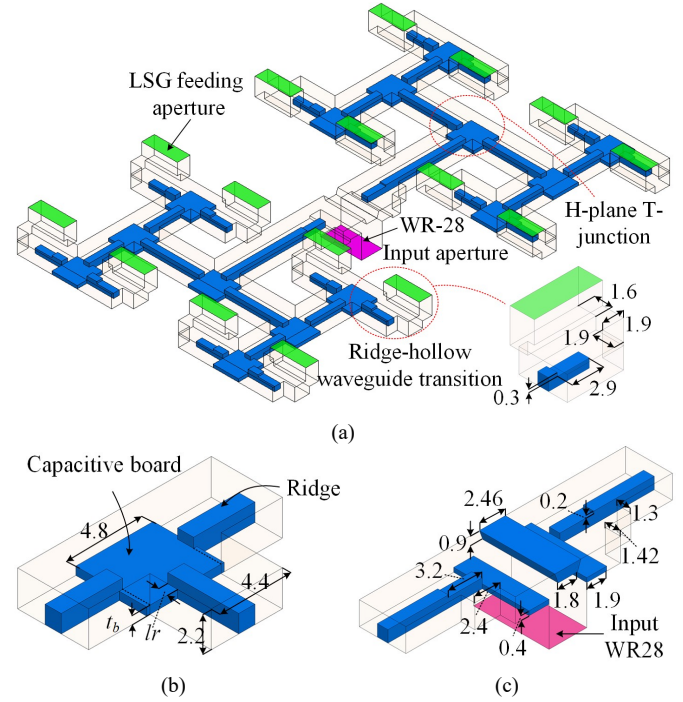 LSG feeding
aperture
WR-28
Input aperture
H-plane T-
junction
Ridge-hollow
waveguide transition
1.6
1.9
1.9
2.9
0.3
(a)
Capacitive board
Ridge
4.8
4.4
2.2
tb
lr
(b)
2.46
0.2
1.3
1.42
0.9
3.2
2.4
1.8
1.9
0.4
Input
WR28
(c)